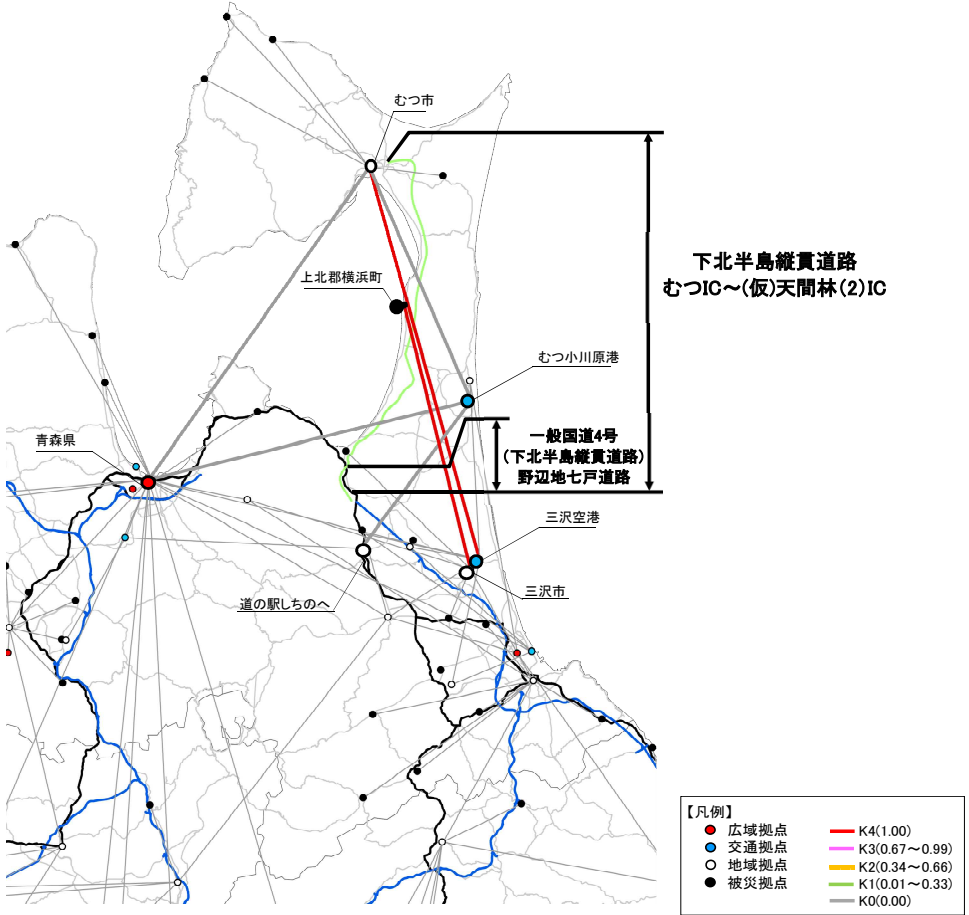 むつ市
上北郡横浜町
下北半島縦貫道路
むつIC～(仮)天間林(2)IC
むつ小川原港
青森県
一般国道4号
(下北半島縦貫道路)
野辺地七戸道路
三沢空港
三沢市
道の駅しちのへ
【凡例】
広域拠点
交通拠点
地域拠点
被災拠点
K4(1.00)
K3(0.67～0.99)
K2(0.34～0.66)
K1(0.01～0.33)
K0(0.00)